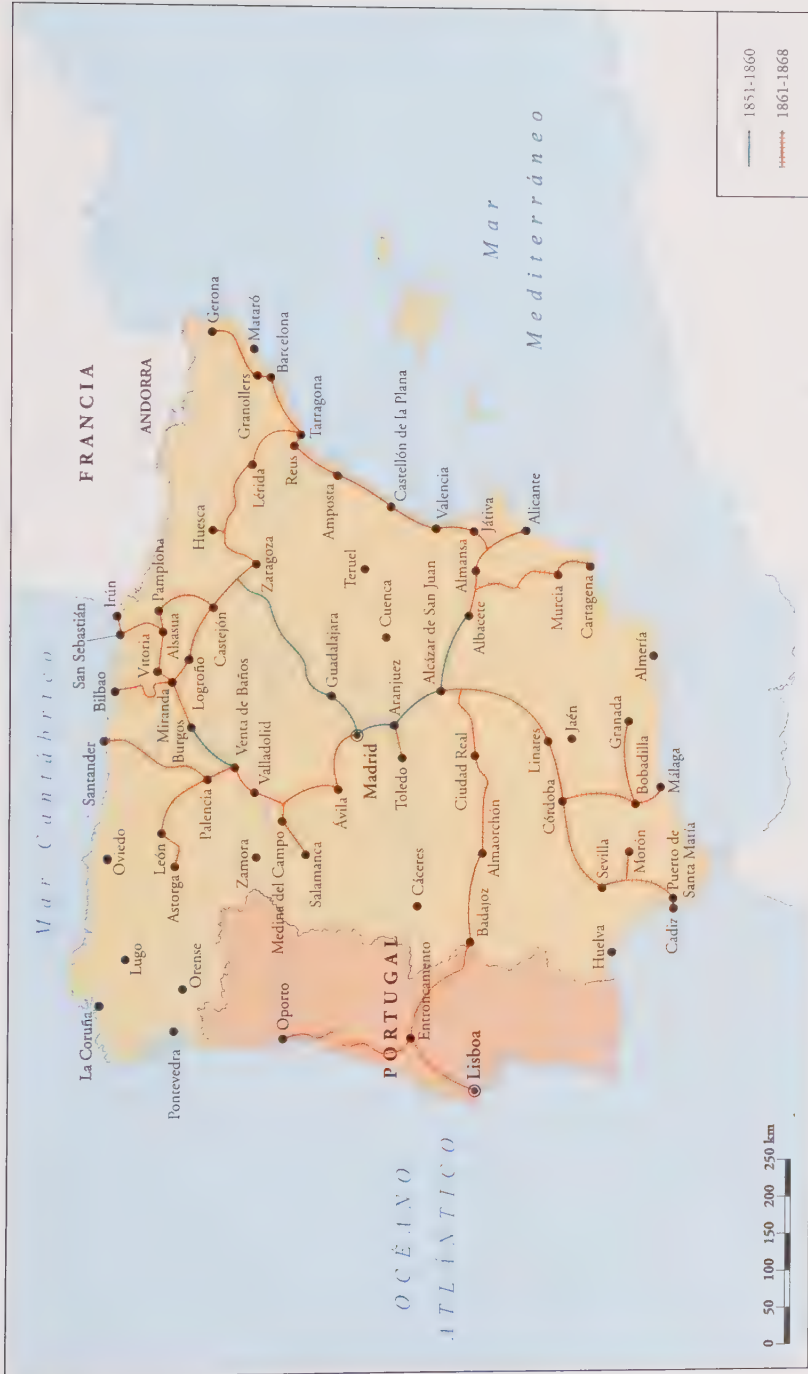 Mar Cantábrico
FRANCIA
ANDORRA
OCÉANO
ATLÁNTICO
PORTUGAL
Mar
Mediterráneo
La Coruña
Lugo
Oviedo
Santander
Bilbao
San Sebastián
Irún
Pontevedra
Orense
León
Astorga
Palencia
Burgos
Miranda
Vitoria
Alsasua
Pamplona
Logroño
Castejón
Huesca
Zaragoza
Lérida
Granollers
Gerona
Mataró
Barcelona
Tarragona
Reus
Venta de Baños
Valladolid
Zamora
Medina del Campo
Salamanca
Ávila
Madrid
Guadalajara
Aranjuez
Toledo
Cuenca
Teruel
Amposta
Castellón de la Plana
Valencia
Játiva
Alicante
Almansa
Albacete
Alcázar de San Juan
Ciudad Real
Almaorchón
Cáceres
Badajoz
Oporto
Entroncamiento
Lisboa
Murcia
Cartagena
Linares
Jaén
Córdoba
Granada
Almería
Bobadilla
Málaga
Sevilla
Morón
Huelva
Cadiz
Puerto de
Santa María
0 50 100 150 200 250 km
1851-1860
1861-1868